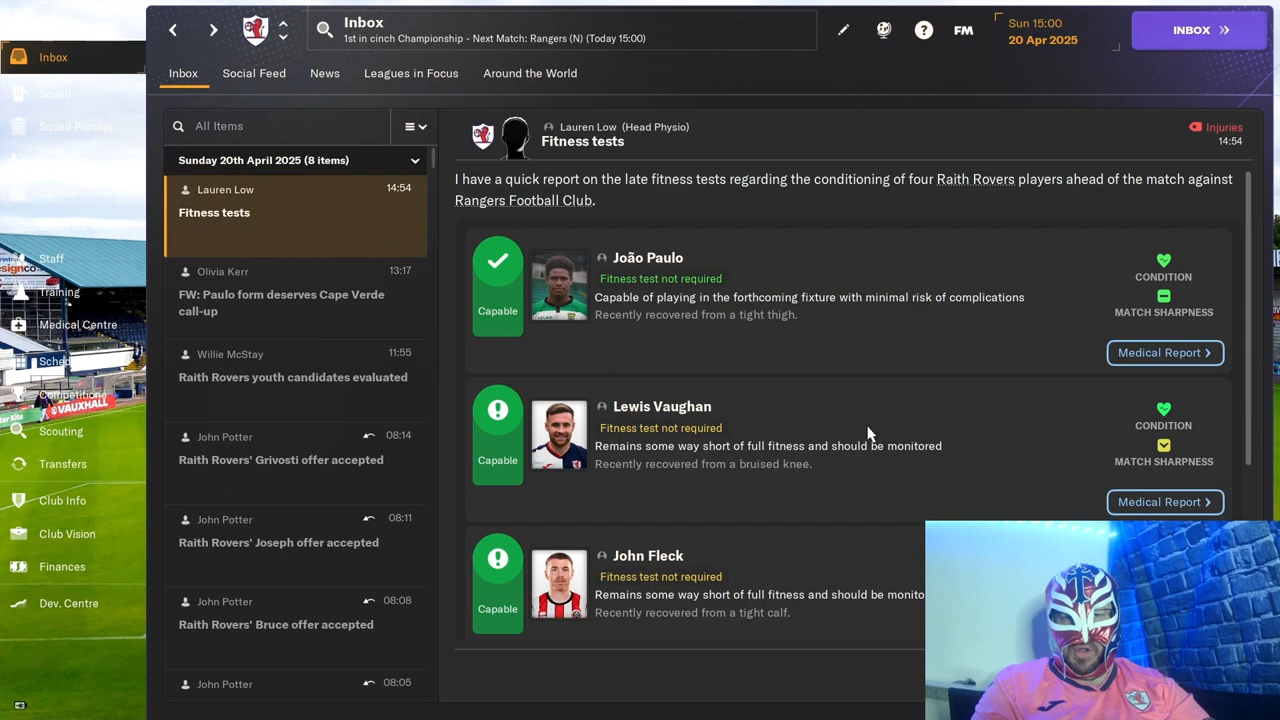 Inbox
Squad
Squad Planner
Staff
Training
Medical Centre
Sched
Competitions
Scouting
Transfers
Club Info
Club Vision
Finances
Dev. Centre
VAUXHALL
Inbox
1st in cinch Championship - Next Match: Rangers (N) (Today 15:00)
?
FM
Sun 15:00
20 Apr 2025
INBOX
Inbox
Social Feed
News
Leagues in Focus
Around the World
All Items
Sunday 20th April 2025 (8 items)
Lauren Low 14:54
Fitness tests
Olivia Kerr 13:17
FW: Paulo form deserves Cape Verde
call-up
Willie McStay 11:55
Raith Rovers youth candidates evaluated
John Potter 08:14
Raith Rovers' Grivosti offer accepted
John Potter 08:11
Raith Rovers' Joseph offer accepted
John Potter 08:08
Raith Rovers' Bruce offer accepted
John Potter 08:05
Lauren Low (Head Physio)
Fitness tests
Injuries
14:54
I have a quick report on the late fitness tests regarding the conditioning of four Raith Rovers players ahead of the match against
Rangers Football Club.
Capable
João Paulo
Fitness test not required
Capable of playing in the forthcoming fixture with minimal risk of complications
Recently recovered from a tight thigh.
CONDITION
MATCH SHARPNESS
Medical Report
Capable
Lewis Vaughan
Fitness test not required
Remains some way short of full fitness and should be monitored
Recently recovered from a bruised knee.
CONDITION
MATCH SHARPNESS
Medical Report
Capable
John Fleck
Fitness test not required
Remains some way short of full fitness and should be monito
Recently recovered from a tight calf.